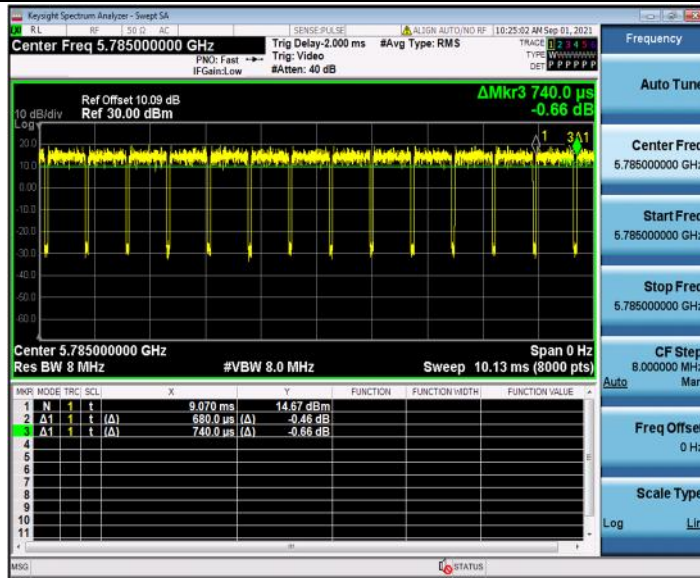 Keysight Spectrum Analyzer - Swept SA
RL RF 50 Ω AC SENSE:PULSE ALIGN AUTO/NO RF 10:25:02 AM Sep 01, 2021
Center Freq 5.785000000 GHz Trig Delay-2.000 ms #Avg Type: RMS TRACE 1 2 3 4 5 6
PNO: Fast Trig: Video TYPE
IFGain:Low #Atten: 40 dB DET P P P P P P
Frequency
Auto Tune
Ref Offset 10.09 dB ΔMkr3 740.0 µs
10 dB/div Ref 30.00 dBm -0.66 dB
Log
20.0
10.0
0.00
-10.0
-20.0
-30.0
-40.0
-50.0
-60.0
1 3Δ1
Center Freq
5.785000000 GHz
Start Freq
5.785000000 GHz
Stop Freq
5.785000000 GHz
Center 5.785000000 GHz Span 0 Hz
Res BW 8 MHz #VBW 8.0 MHz Sweep 10.13 ms (8000 pts)
CF Step
8.000000 MHz
Auto Man
MKR MODE TRC SCL X Y FUNCTION FUNCTION WIDTH FUNCTION VALUE
1 N 1 t 9.070 ms 14.67 dBm
2 Δ1 1 t (Δ) 680.0 µs (Δ) -0.46 dB
3 Δ1 1 t (Δ) 740.0 µs (Δ) -0.66 dB
4
5
6
7
8
9
10
11
Freq Offset
0 Hz
Scale Type
Log Lin
MSG STATUS